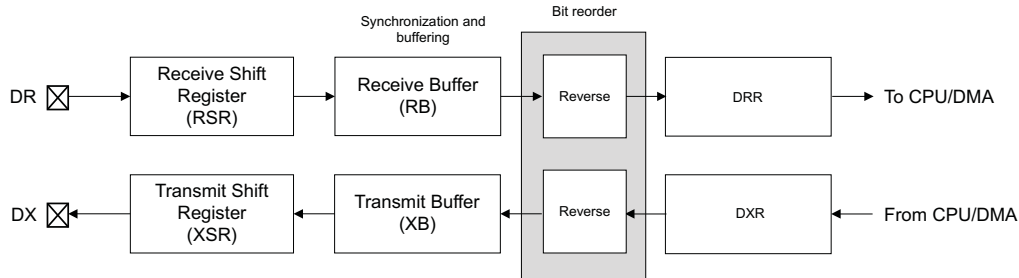 Bit reorder
Synchronization and
buffering
DR
Receive Shift
Register
(RSR)
Receive Buffer
(RB)
Reverse
DRR
To CPU/DMA
DX
Transmit Shift
Register
(XSR)
Transmit Buffer
(XB)
Reverse
DXR
From CPU/DMA